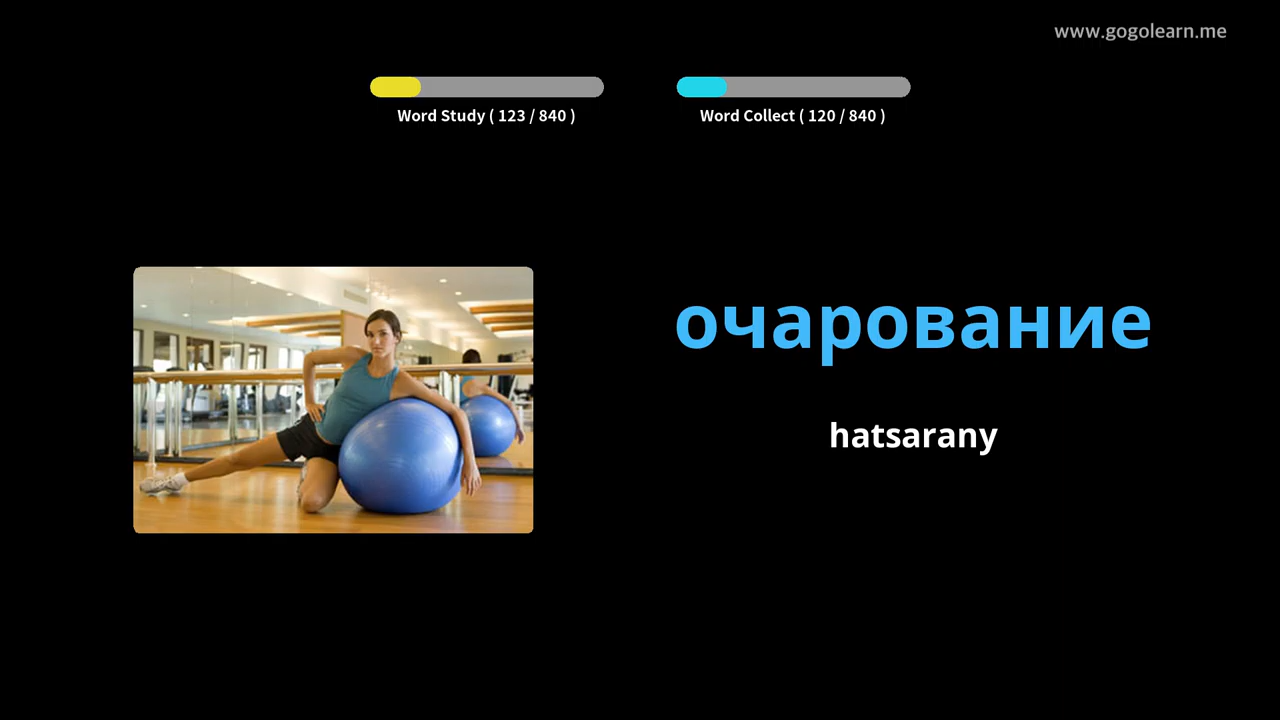 www.gogolearn.me
Word Study ( 123 / 840 )
Word Collect ( 120 / 840 )
очарование
hatsarany